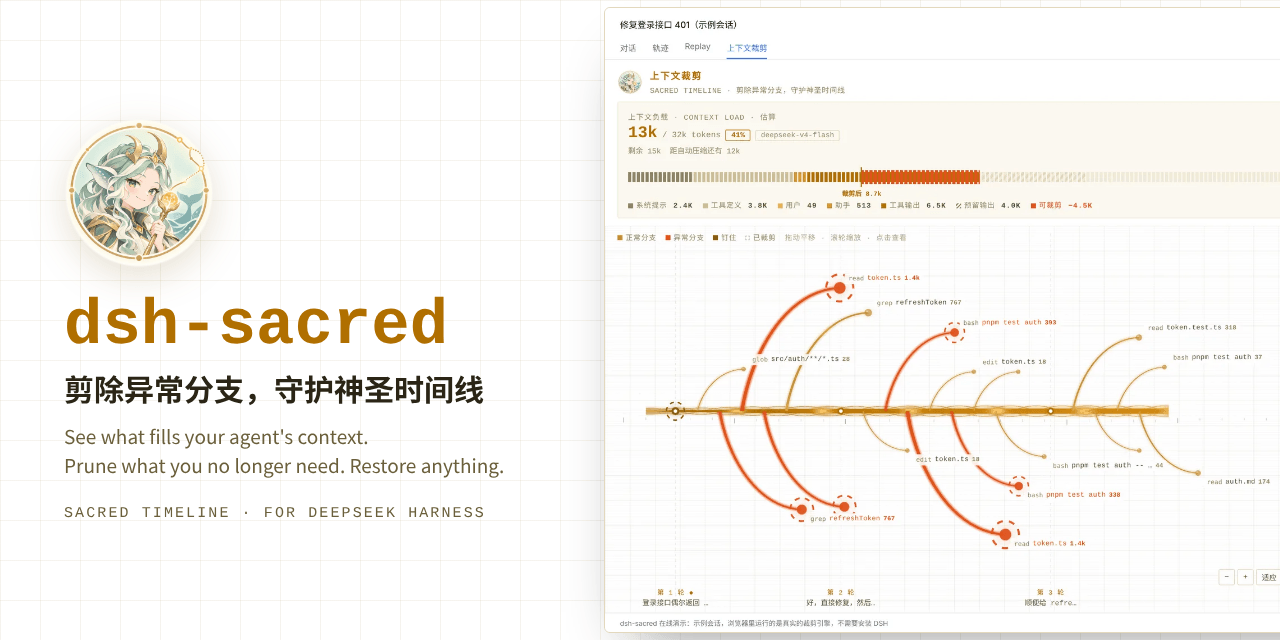 dsh-sacred
剪除异常分支，守护神圣时间线
See what fills your agent's context.
Prune what you no longer need. Restore anything.
SACRED TIMELINE · FOR DEEPSEEK HARNESS
修复登录接口 401（示例会话）
对话 轨迹 Replay 上下文裁剪
上下文裁剪
SACRED TIMELINE · 剪除异常分支，守护神圣时间线
上下文负载 · CONTEXT LOAD · 估算
13k / 32k tokens 41% deepseek-v4-flash
剩余 15k 距自动压缩还有 12k
裁剪后 8.7k
系统提示 2.4K 工具定义 3.8K 用户 49 助手 513 工具输出 6.5K 预留输出 4.0K 可裁剪 −4.5K
正常分支 异常分支 钉住 已裁剪 拖动平移 · 滚轮缩放 · 点击查看
read token.ts 1.4k
grep refreshToken 767
bash pnpm test auth 393
read token.test.ts 318
glob src/auth/**/*.ts 28
edit token.ts 18
bash pnpm test auth 37
edit token.ts 18
bash pnpm test auth -- … 44
read auth.md 174
bash pnpm test auth 338
grep refreshToken 767
read token.ts 1.4k
− + 适应
第 1 轮 ◆
登录接口偶尔返回 …
第 2 轮
好，直接修复，然后…
第 3 轮
顺便给 refre…
dsh-sacred 在线演示：示例会话，浏览器里运行的是真实的裁剪引擎，不需要安装 DSH